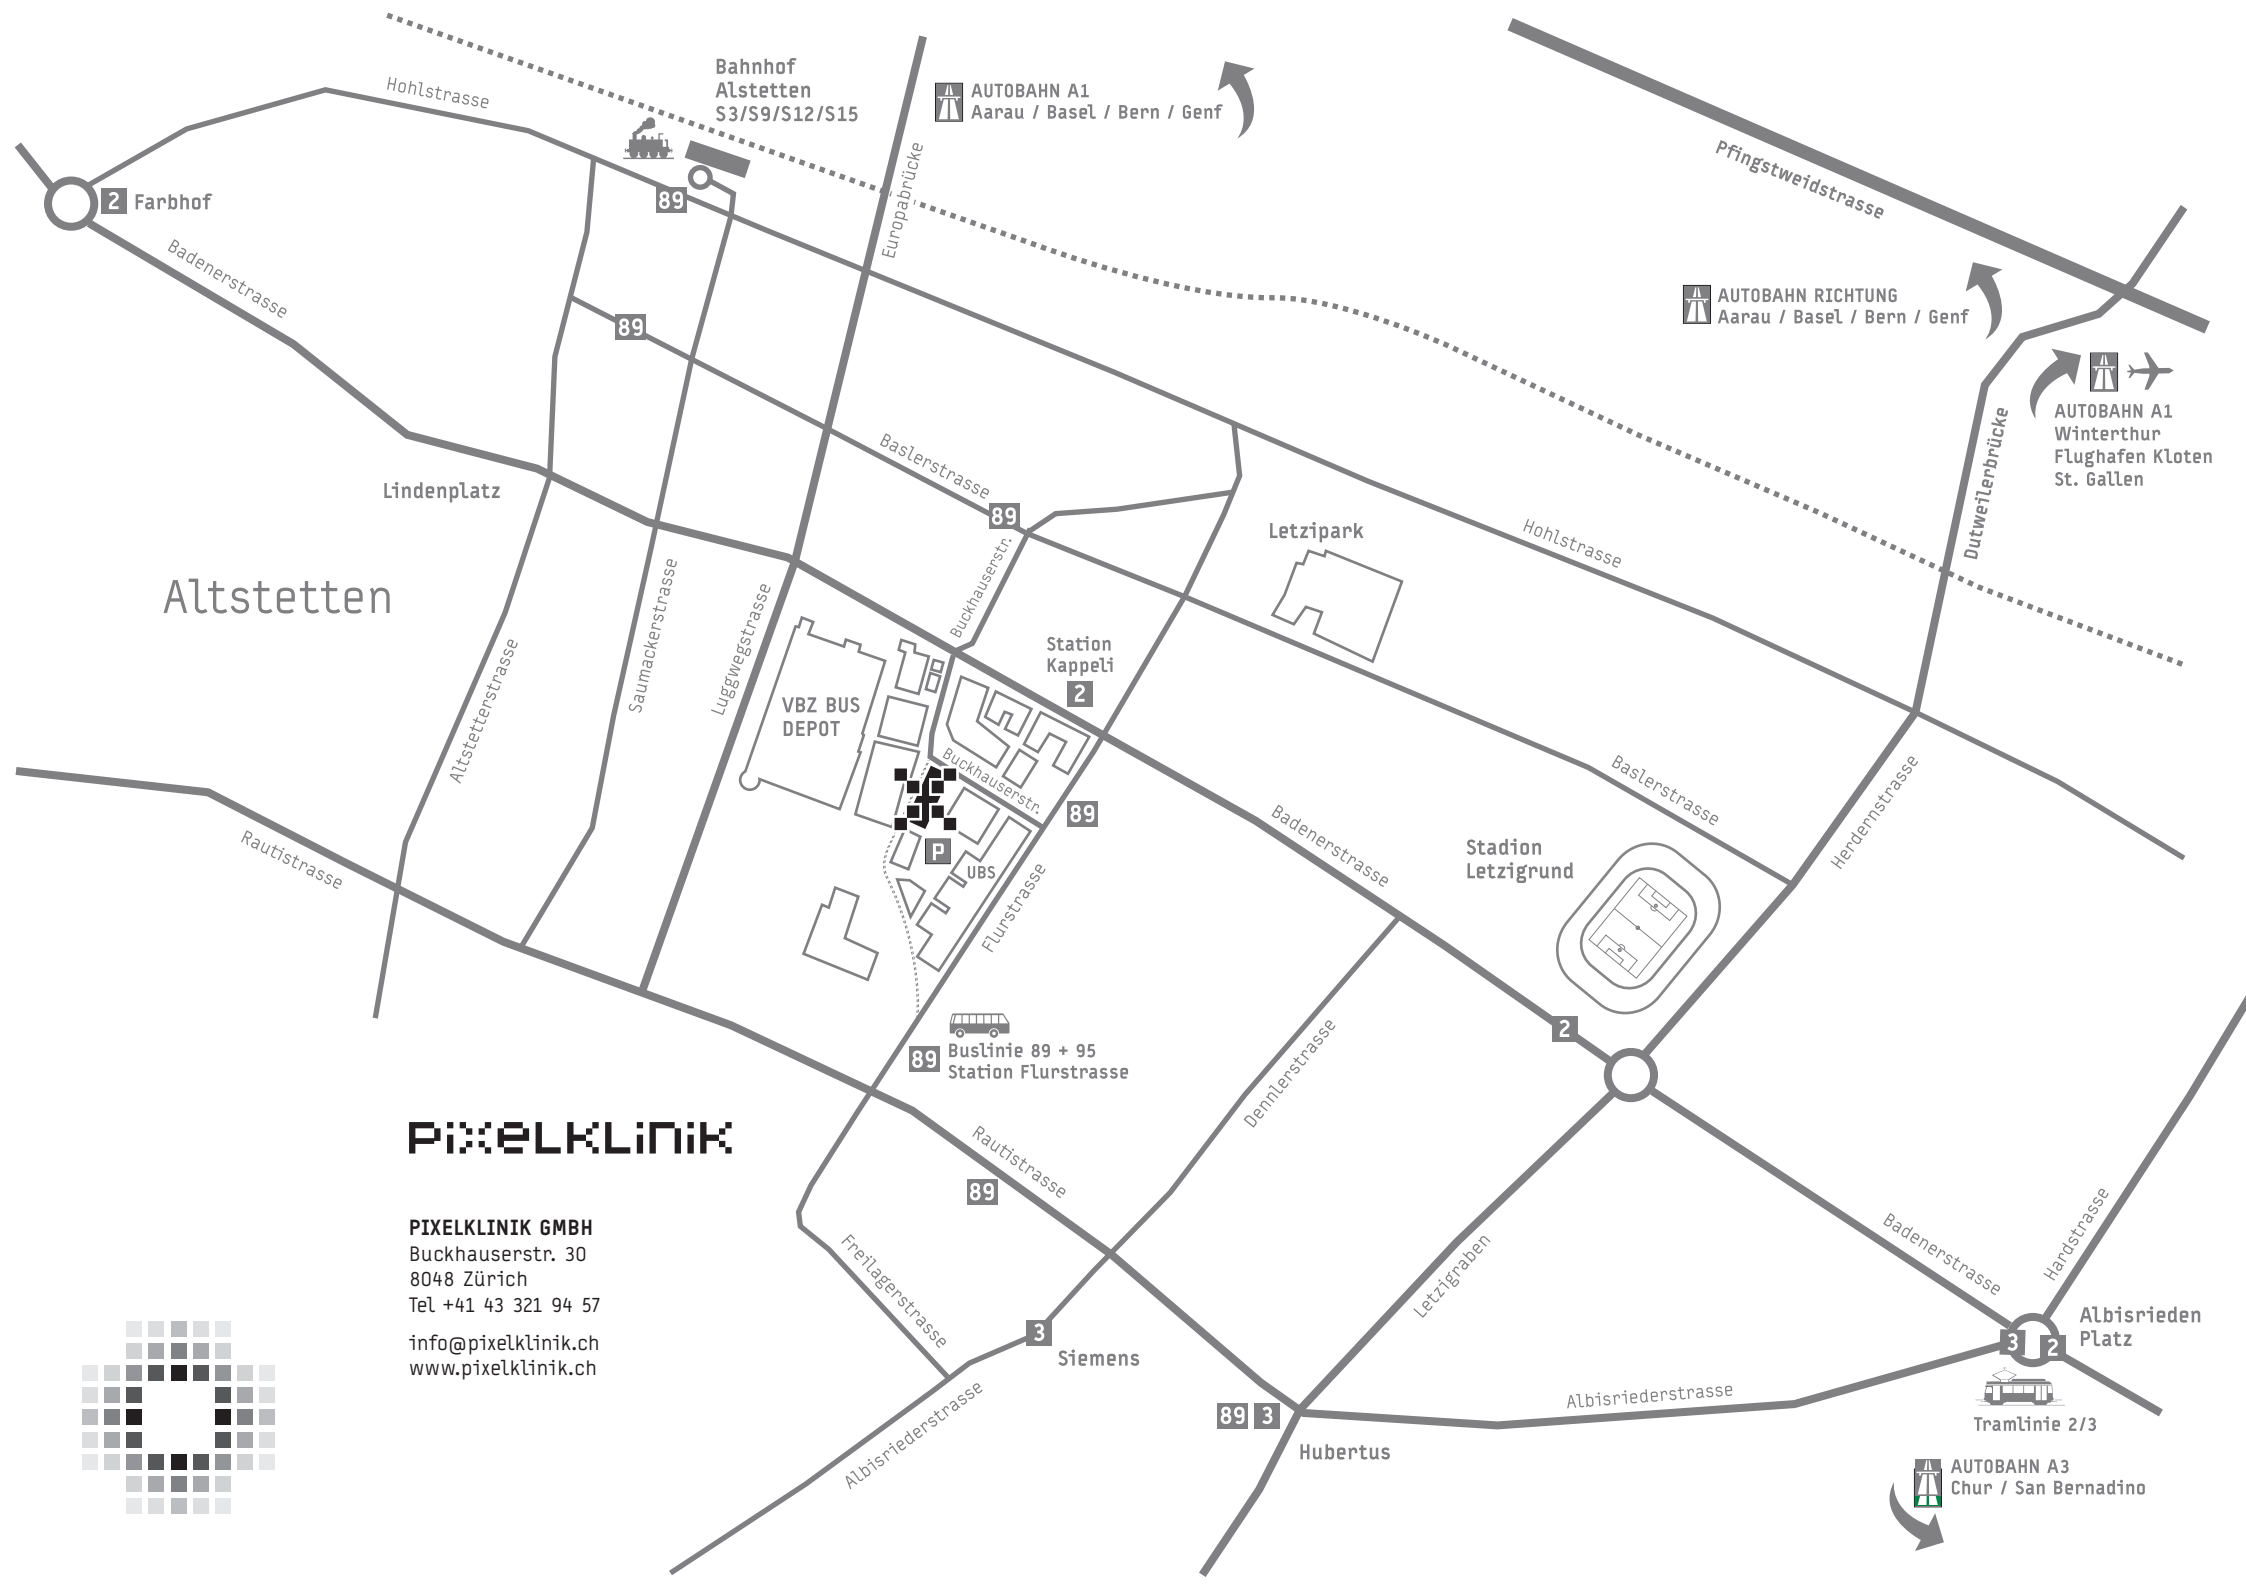 Hohlstrasse
Bahnhof
Alstetten
S3/S9/S12/S15
AUTOBAHN A1
Aarau / Basel / Bern / Genf
Europabrücke
Pfingstweidstrasse
2 Farbhof
89
Badenerstrasse
89
AUTOBAHN RICHTUNG
Aarau / Basel / Bern / Genf
AUTOBAHN A1
Winterthur
Flughafen Kloten
St. Gallen
Dutweilerbrücke
Lindenplatz
Baslerstrasse
89
Letzipark
Hohlstrasse
Altstetten
Saumackerstrasse
Luggwegstrasse
Buckhauserstr.
Station
Kappeli
2
Altstetterstrasse
VBZ BUS
DEPOT
Buckhauserstr.
89
P
UBS
Flurstrasse
Baslerstrasse
Herdernstrasse
Badenerstrasse
Stadion
Letzigrund
Rautistrasse
2
89
Buslinie 89 + 95
Station Flurstrasse
Dennlerstrasse
Rautistrasse
89
PixELKLiniK
PIXELKLINIK GMBH
Buckhauserstr. 30
8048 Zürich
Tel +41 43 321 94 57
info@pixelklinik.ch
www.pixelklinik.ch
Freilagerstrasse
3
Siemens
Letzigraben
Badenerstrasse
Hardstrasse
Albisrieden
Platz
3
2
Albisriederstrasse
Albisriederstrasse
89 3
Hubertus
Tramlinie 2/3
AUTOBAHN A3
Chur / San Bernadino